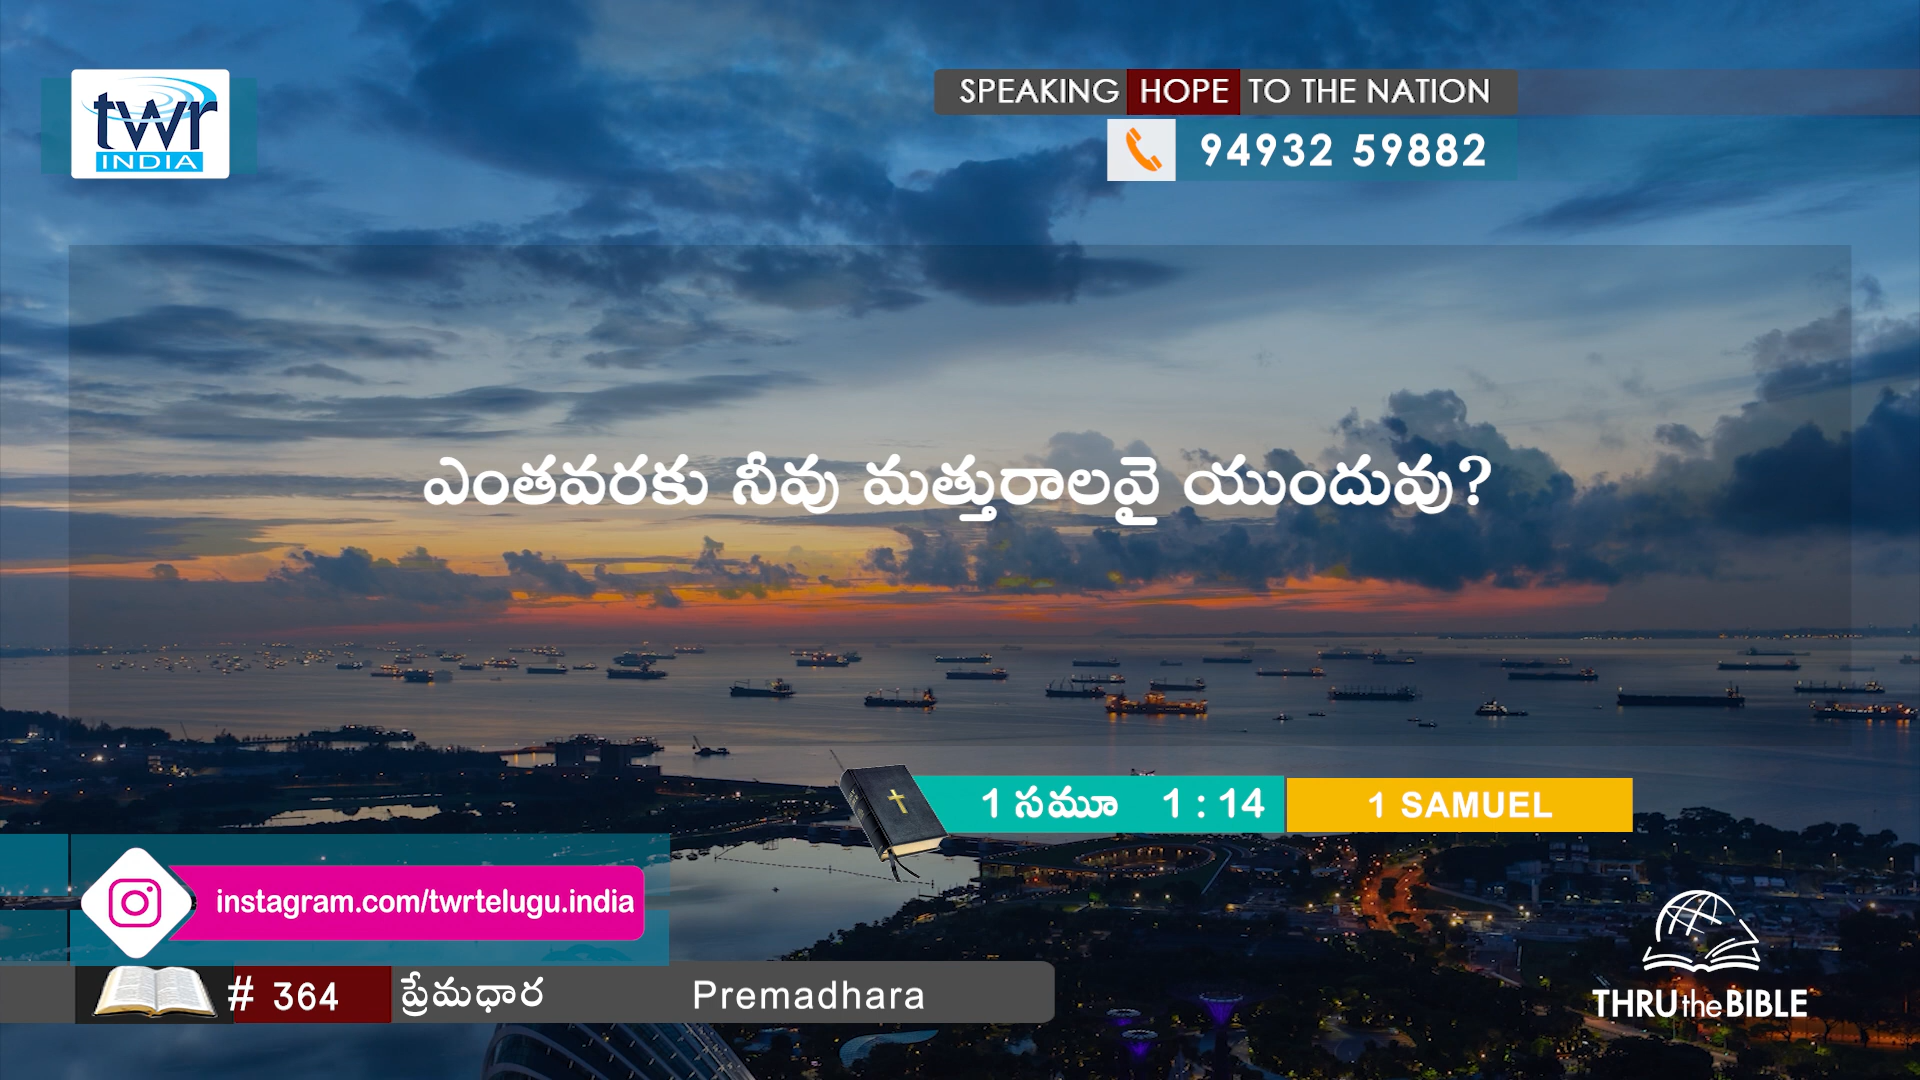 twr
INDIA
SPEAKING HOPE TO THE NATION
94932 59882
ఎంతవరకు నీవు మత్తురాలవై యుందువు?
1 సమూ 1 : 14
1 SAMUEL
instagram.com/twrtelugu.india
# 364 ప్రేమధార Premadhara
THRU the BIBLE